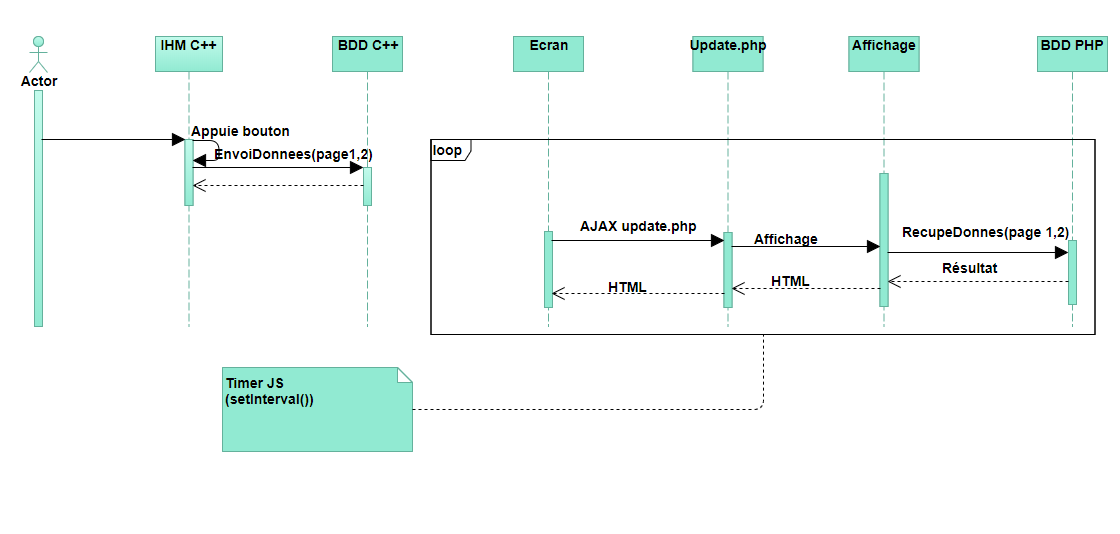 Actor
IHM C++
BDD C++
Ecran
Update.php
Affichage
BDD PHP
Appuie bouton
EnvoiDonnees(page1,2)
loop
AJAX update.php
Affichage
RecupeDonnes(page 1,2)
Résultat
HTML
HTML
Timer JS
(setInterval())